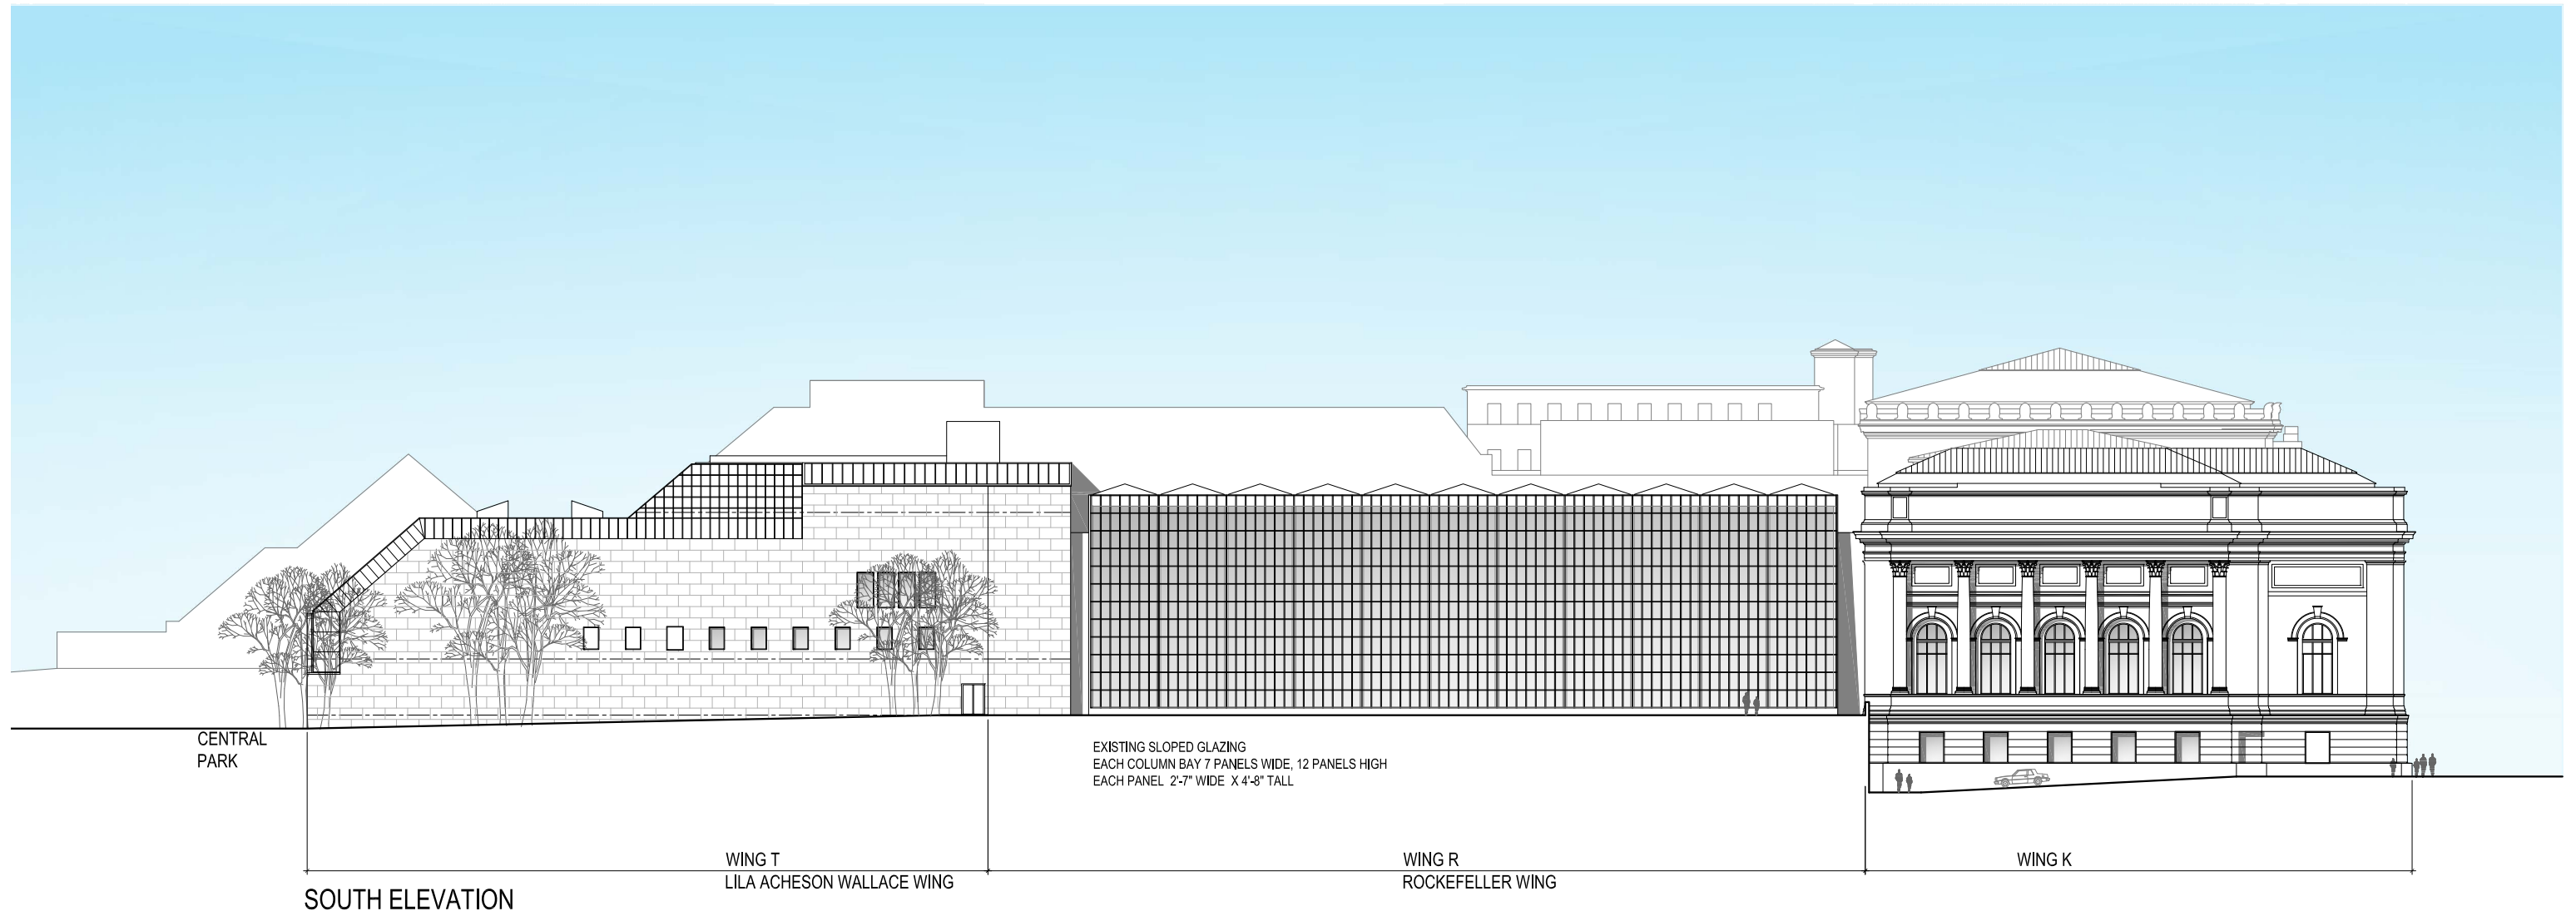 CENTRAL
PARK
EXISTING SLOPED GLAZING
EACH COLUMN BAY 7 PANELS WIDE, 12 PANELS HIGH
EACH PANEL 2'-7" WIDE X 4'-8" TALL
WING T
LILA ACHESON WALLACE WING
WING R
ROCKEFELLER WING
WING K
SOUTH ELEVATION